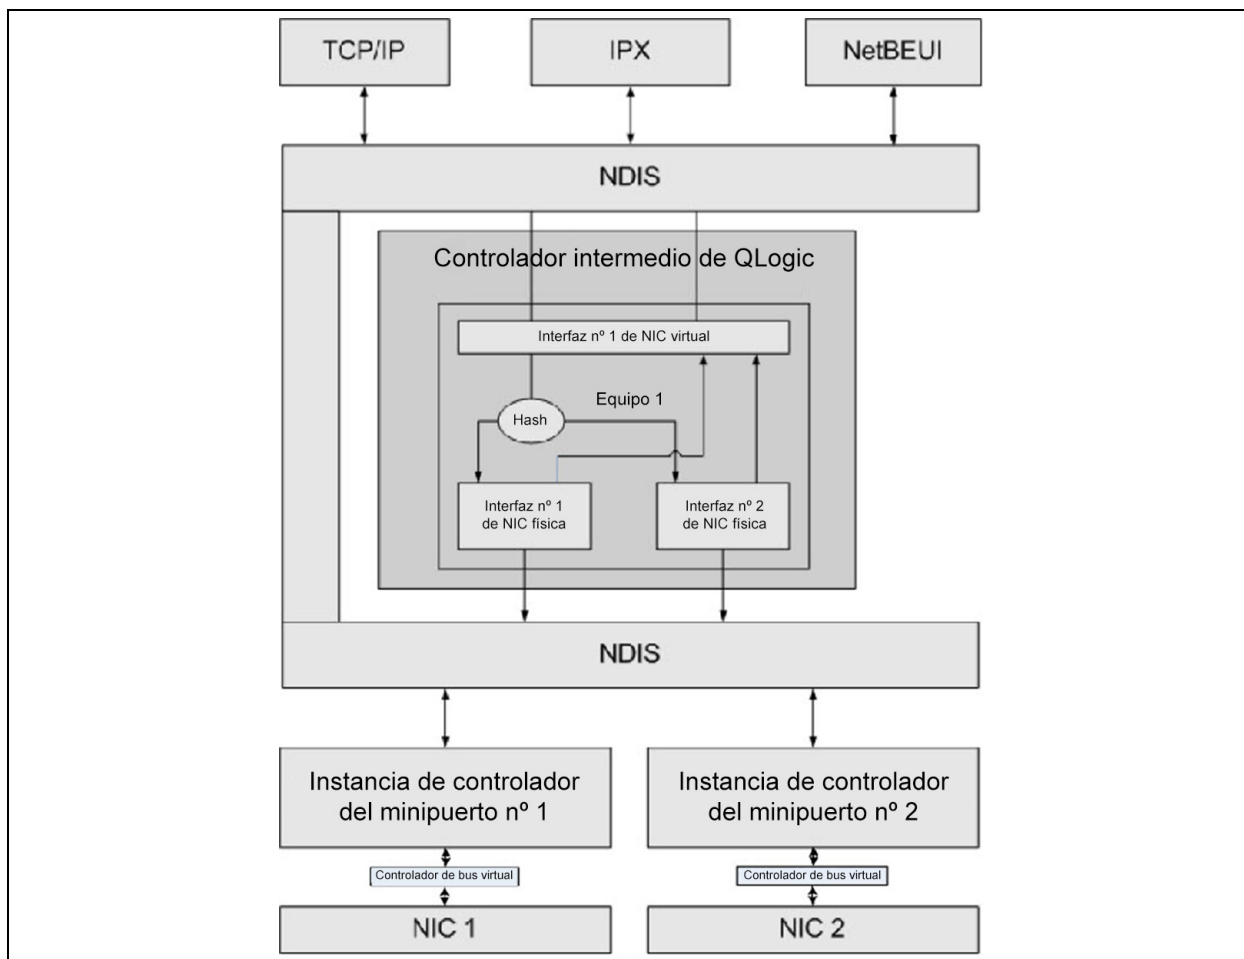 TCP/IP
IPX
NetBEUI
NDIS
Controlador intermedio de QLogic
Interfaz nº 1 de NIC virtual
Equipo 1
Hash
Interfaz nº 1
de NIC física
Interfaz nº 2
de NIC física
NDIS
Instancia de controlador
del minipuerto nº 1
Instancia de controlador
del minipuerto nº 2
Controlador de bus virtual
Controlador de bus virtual
NIC 1
NIC 2